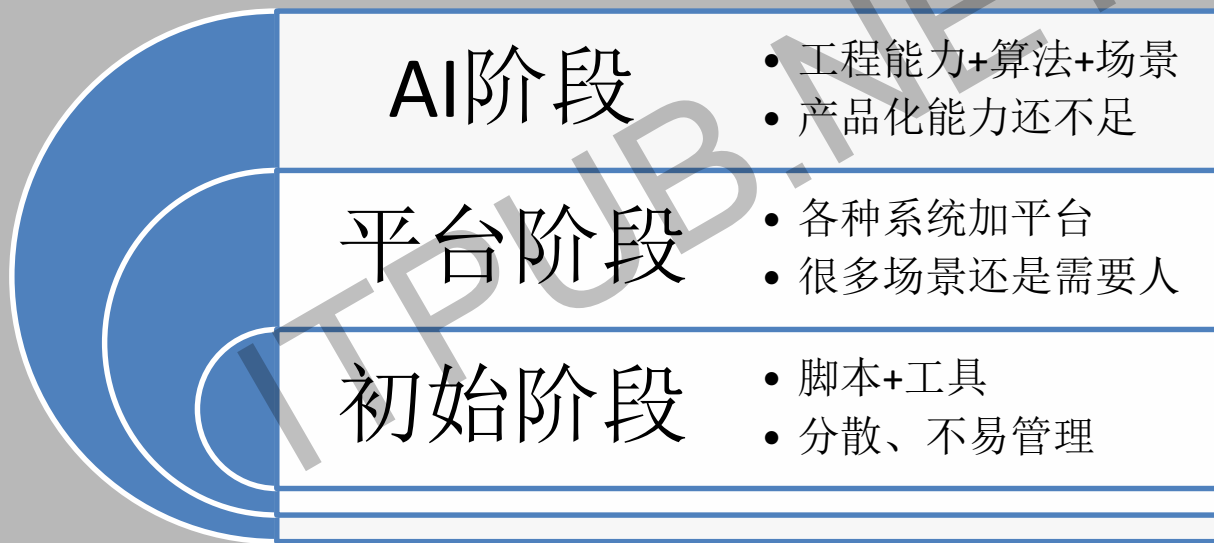 AI阶段
• 工程能力+算法+场景
• 产品化能力还不足
平台阶段
• 各种系统加平台
• 很多场景还是需要人
初始阶段
• 脚本+工具
• 分散、不易管理
ITPUB.NET